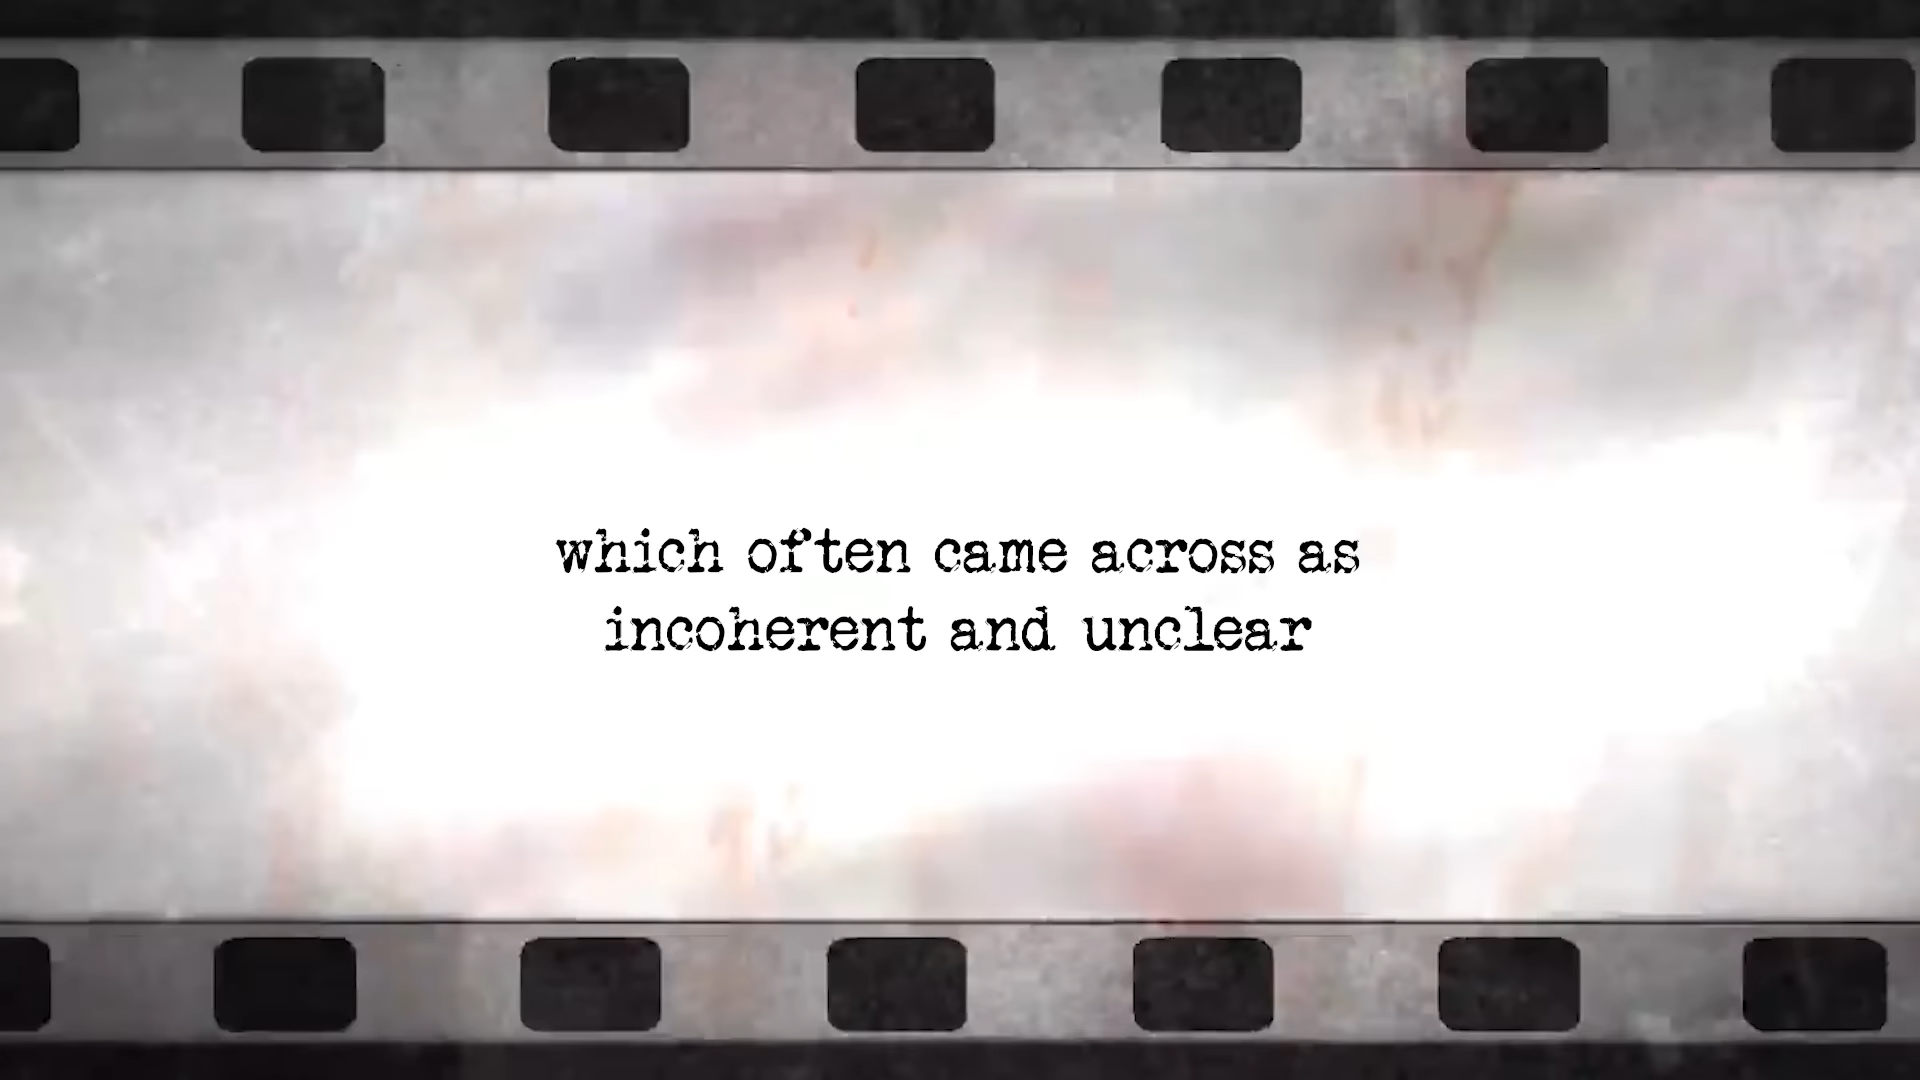 which often came across as
incoherent and unclear